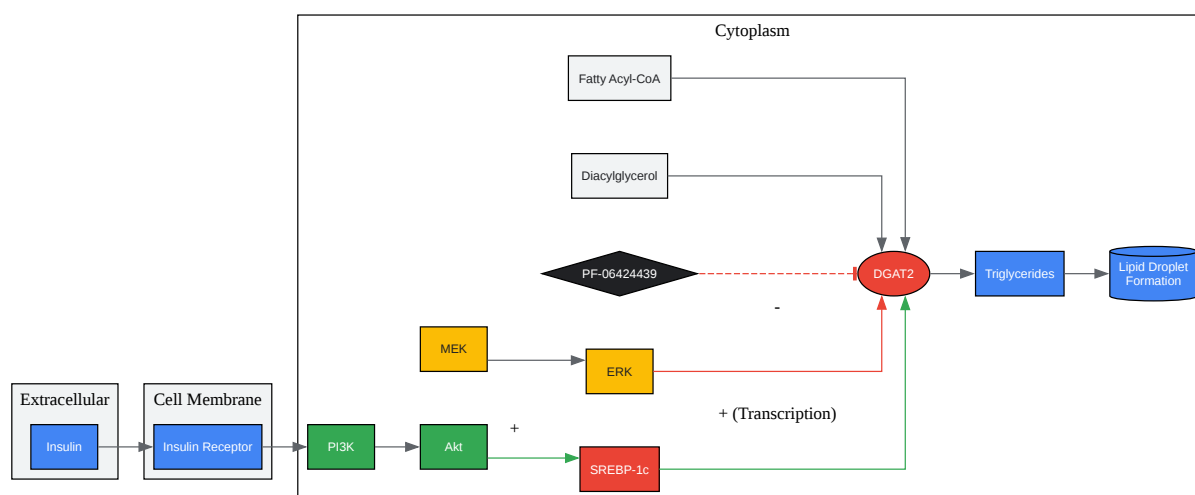 Cytoplasm
Fatty Acyl-CoA
Diacylglycerol
PF-06424439
DGAT2
Triglycerides
Lipid Droplet
Formation
-
MEK
ERK
Extracellular
Cell Membrane
+ (Transcription)
Insulin
Insulin Receptor
PI3K
Akt
+
SREBP-1c